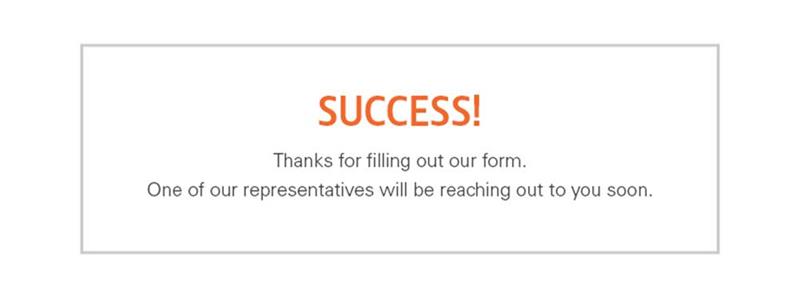 SUCCESS!
Thanks for filling out our form.
One of our representatives will be reaching out to you soon.